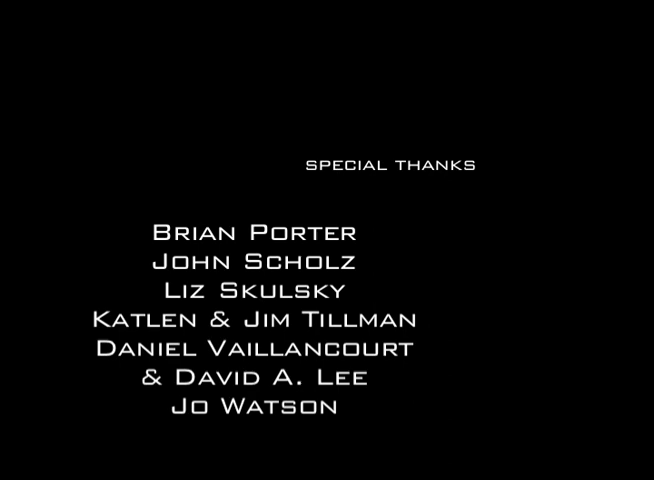 SPECIAL THANKS
BRIAN PORTER
JOHN SCHOLZ
LIZ SKULSKY
KATLEN & JIM TILLMAN
DANIEL VAILLANCOURT
& DAVID A. LEE
JO WATSON